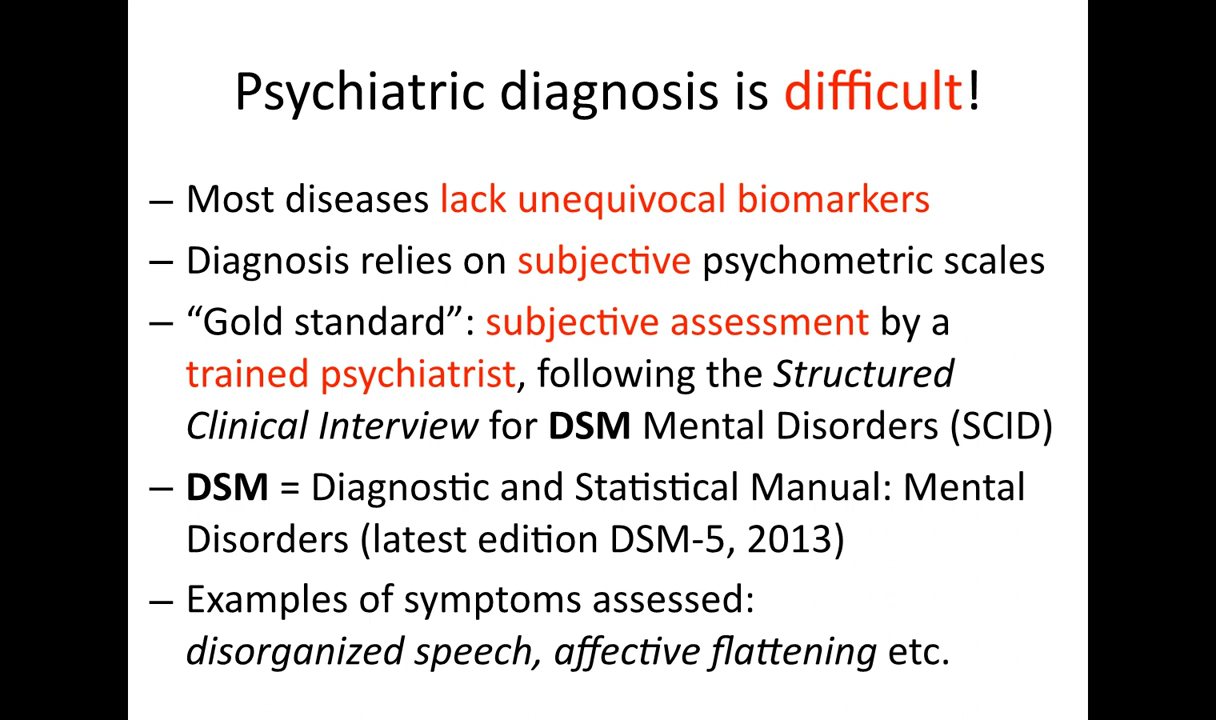 Psychiatric diagnosis is difficult!
– Most diseases lack unequivocal biomarkers
– Diagnosis relies on subjective psychometric scales
– “Gold standard”: subjective assessment by a
trained psychiatrist, following the Structured
Clinical Interview for DSM Mental Disorders (SCID)
– DSM = Diagnostic and Statistical Manual: Mental
Disorders (latest edition DSM-5, 2013)
– Examples of symptoms assessed:
disorganized speech, affective flattening etc.